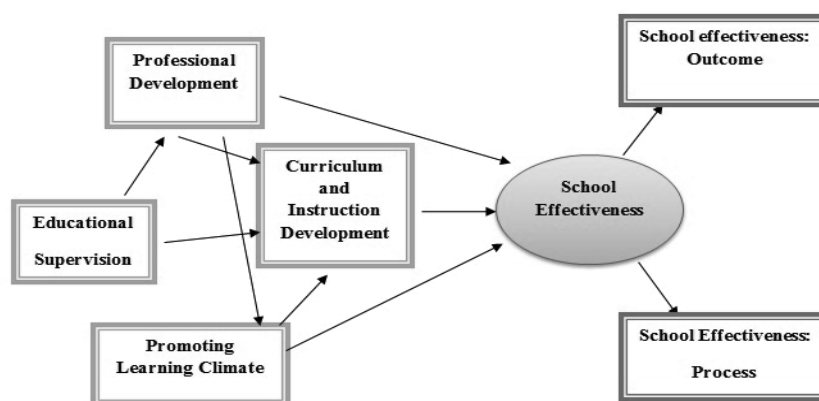 Professional
Development
Educational
Supervision
Curriculum
and
Instruction
Development
Promoting
Learning Climate
School
Effectiveness
School effectiveness:
Outcome
School Effectiveness:
Process